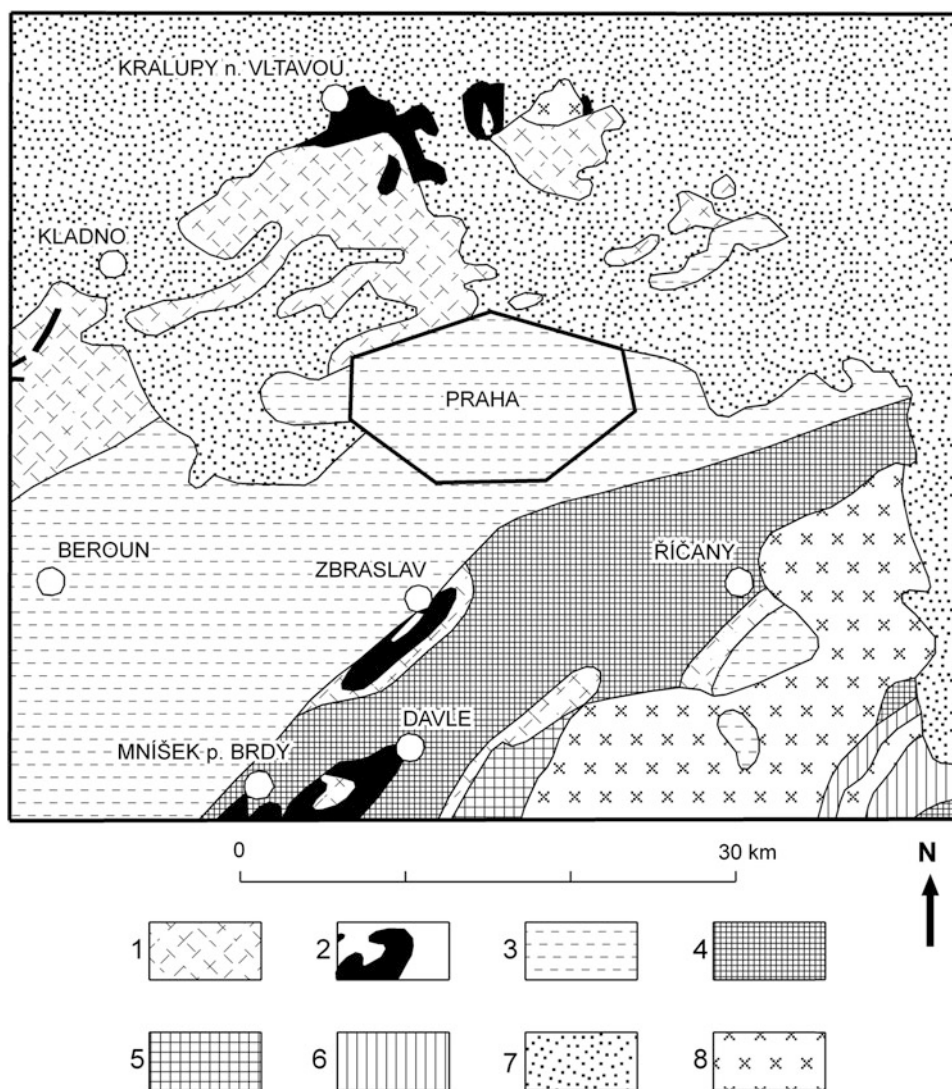 KRALUPY n. VLTAVOU
KLADNO
PRAHA
BEROUN
ŘÍČANY
ZBRASLAV
DAVLE
MNÍŠEK p. BRDY
0 30 km N
1 2 3 4
5 6 7 8